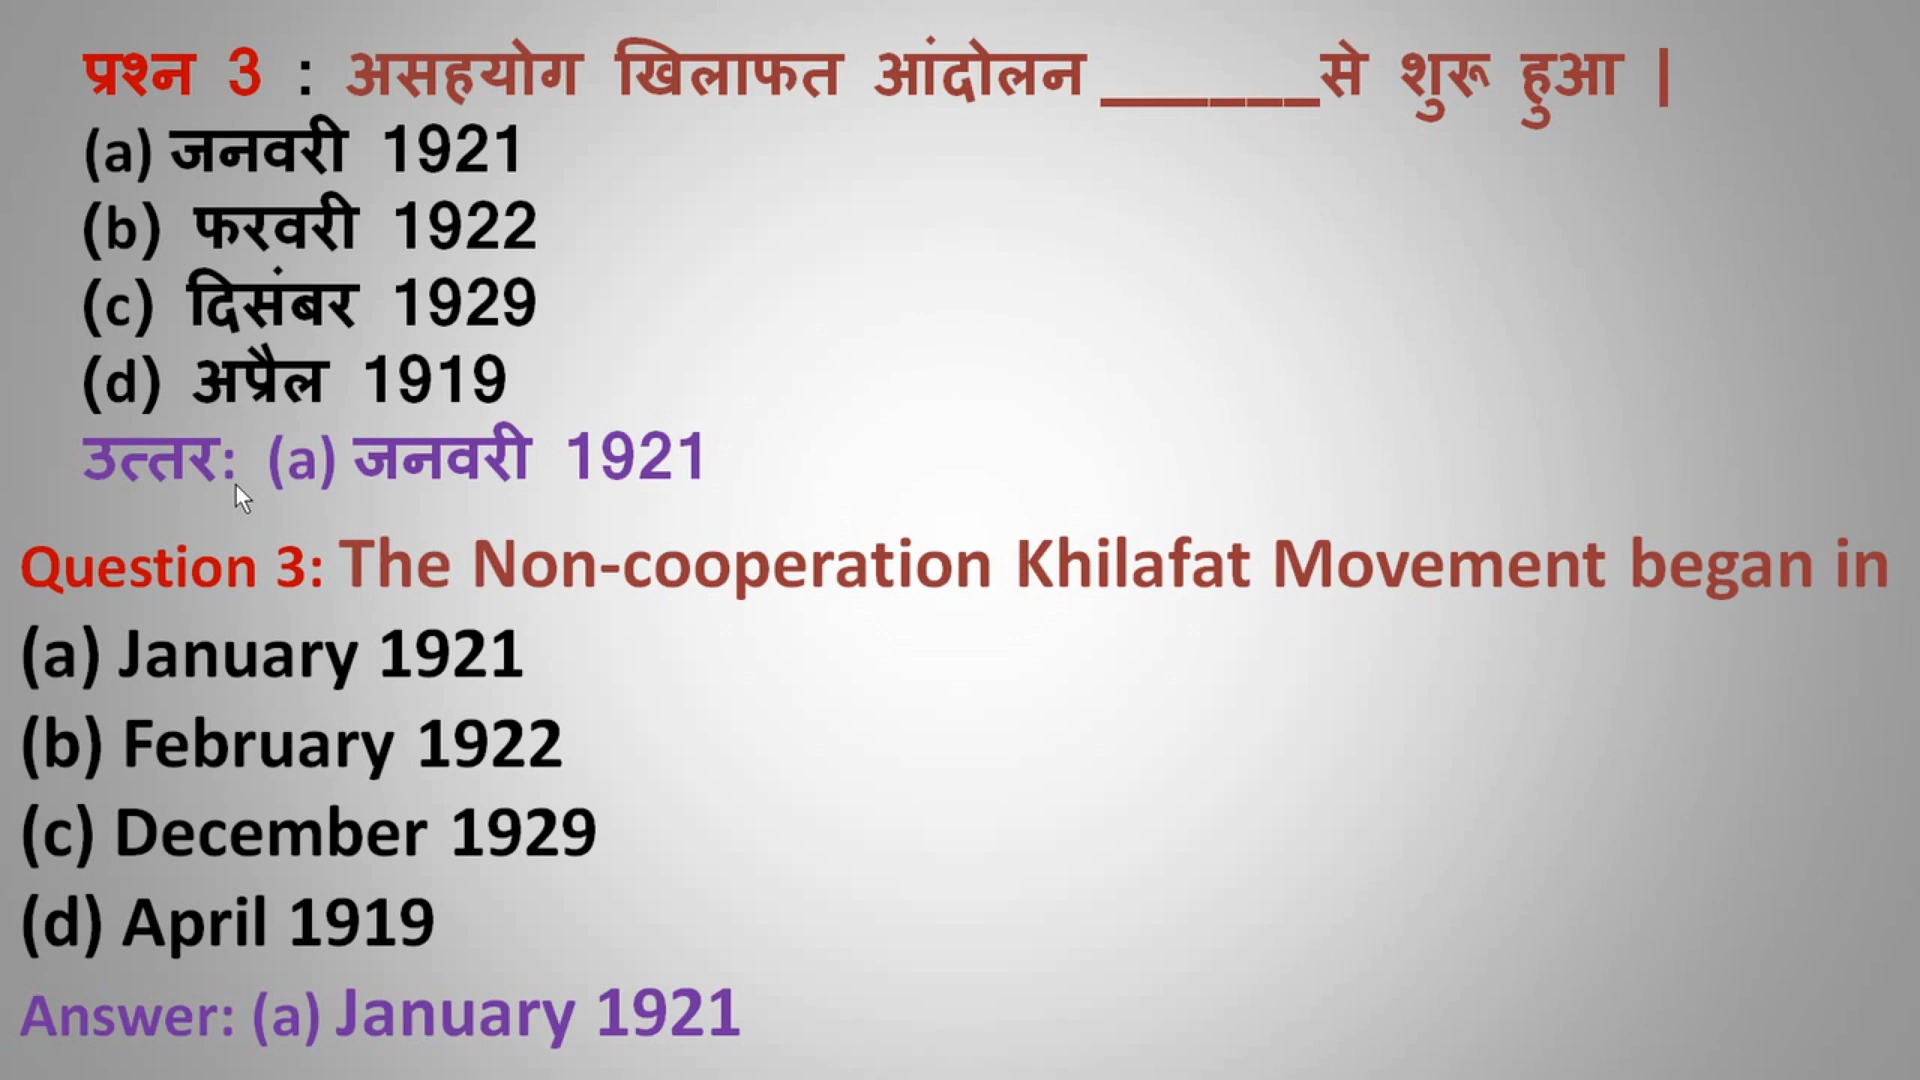 प्रश्न 3 : असहयोग खिलाफत आंदोलन ______से शुरू हुआ |
(a) जनवरी 1921
(b) फरवरी 1922
(c) दिसंबर 1929
(d) अप्रैल 1919
उत्तर: (a) जनवरी 1921
Question 3: The Non-cooperation Khilafat Movement began in
(a) January 1921
(b) February 1922
(c) December 1929
(d) April 1919
Answer: (a) January 1921